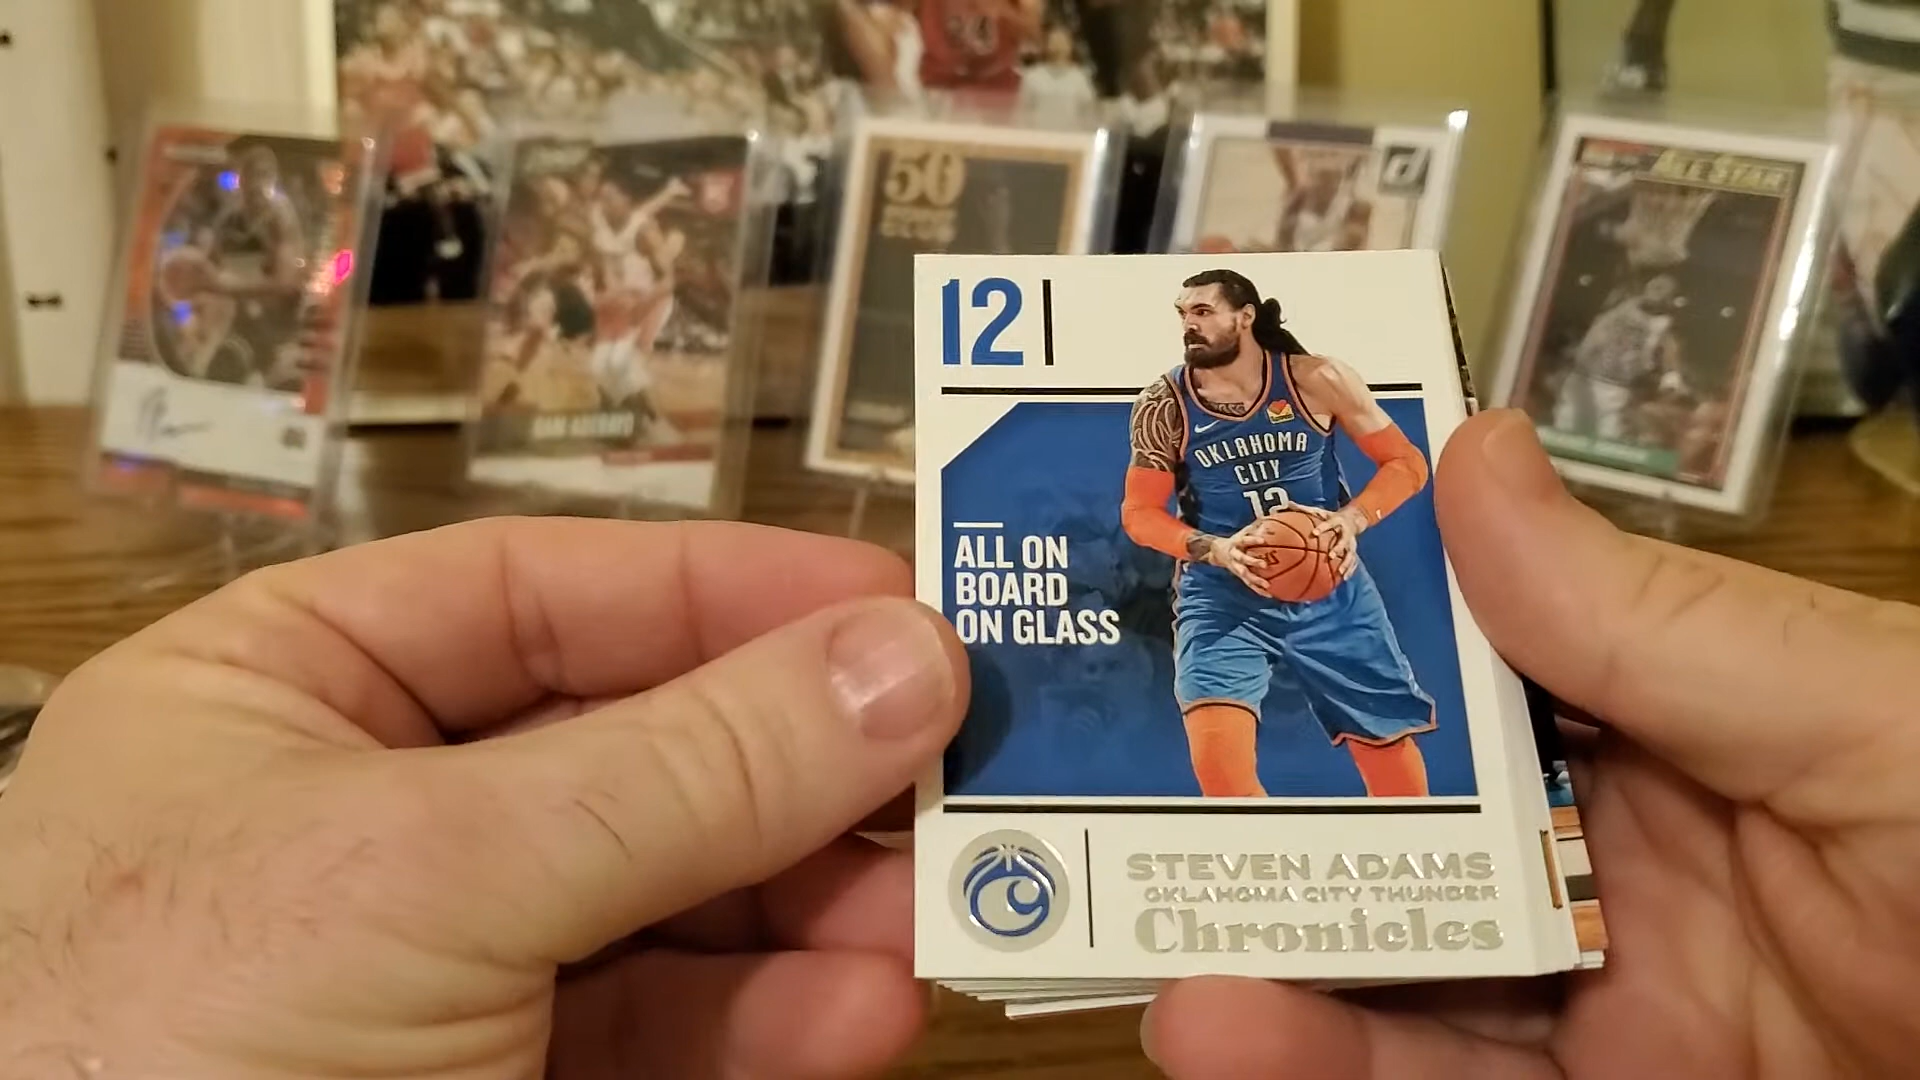 50
ALL STAR
12
OKLAHOMA
CITY
12
ALL ON
BOARD
ON GLASS
STEVEN ADAMS
OKLAHOMA CITY THUNDER
Chronicles